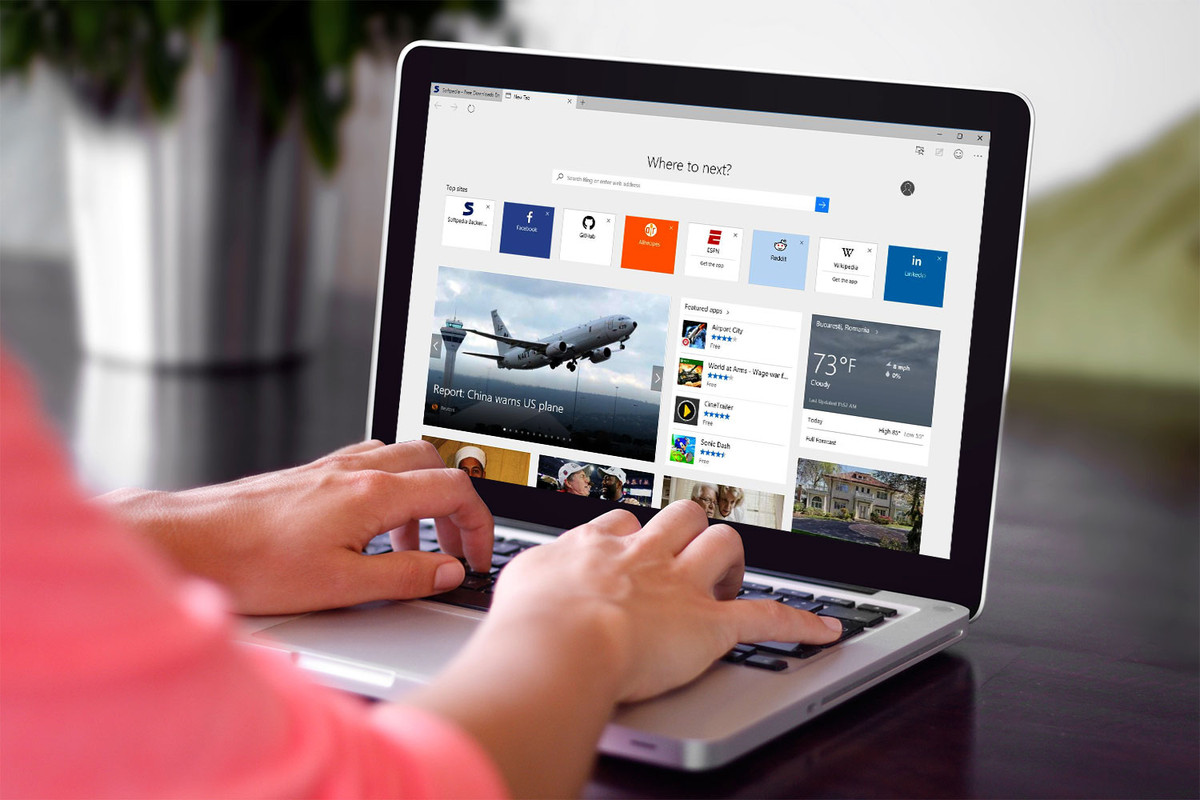 Softpedia - Free Downloads En
New Tab
Where to next?
Search Bing or enter web address
Top sites
Softpedia Backen...
Facebook
GitHub
ESPN
Get the app
Reddit
Wikipedia
Get the app
LinkedIn
Report: China warns US plane
Reuters
Featured apps
Airport City
Free
World at Arms - Wage war f...
Free
CineTrailer
Free
Sonic Dash
Free
Bucuresti, Romania
73°F
Cloudy
8 mph
0%
Today
High 85°
Full Forecast